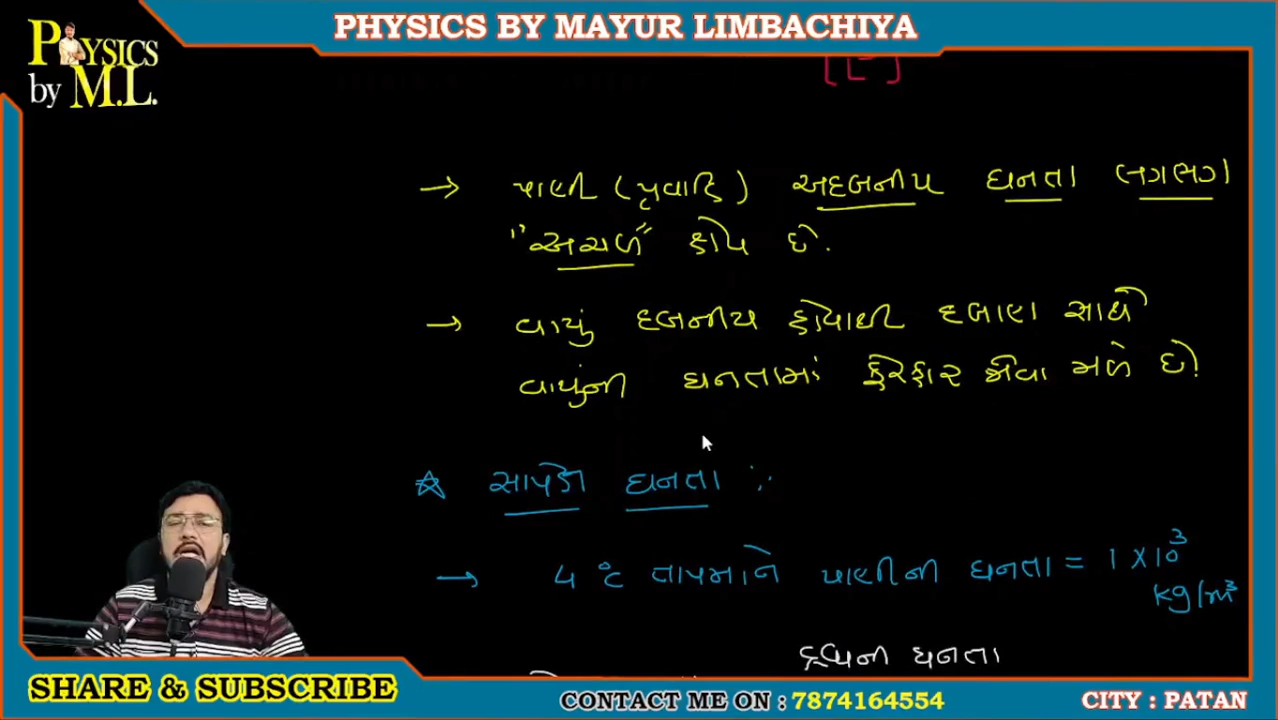 PHYSICS BY MAYUR LIMBACHIYA
PHYSICS
by M.L.
→ પાણી (પ્રવાહિ) અદબનીય ઘનતા લગભગ
"અચળ" હોય છે.
→ વાયું દબનીય હોવાથી દબાણ સાથે
વાયુંની ઘનતામાં ફેરફાર જોવા મળે છે.
☆ સાપેક્ષ ઘનતા :
→ 4 °C તાપમાને પાણીની ઘનતા = 1 X 10³
kg/m³
દ્રવ્યની ઘનતા
SHARE & SUBSCRIBE
CONTACT ME ON : 7874164554
CITY : PATAN